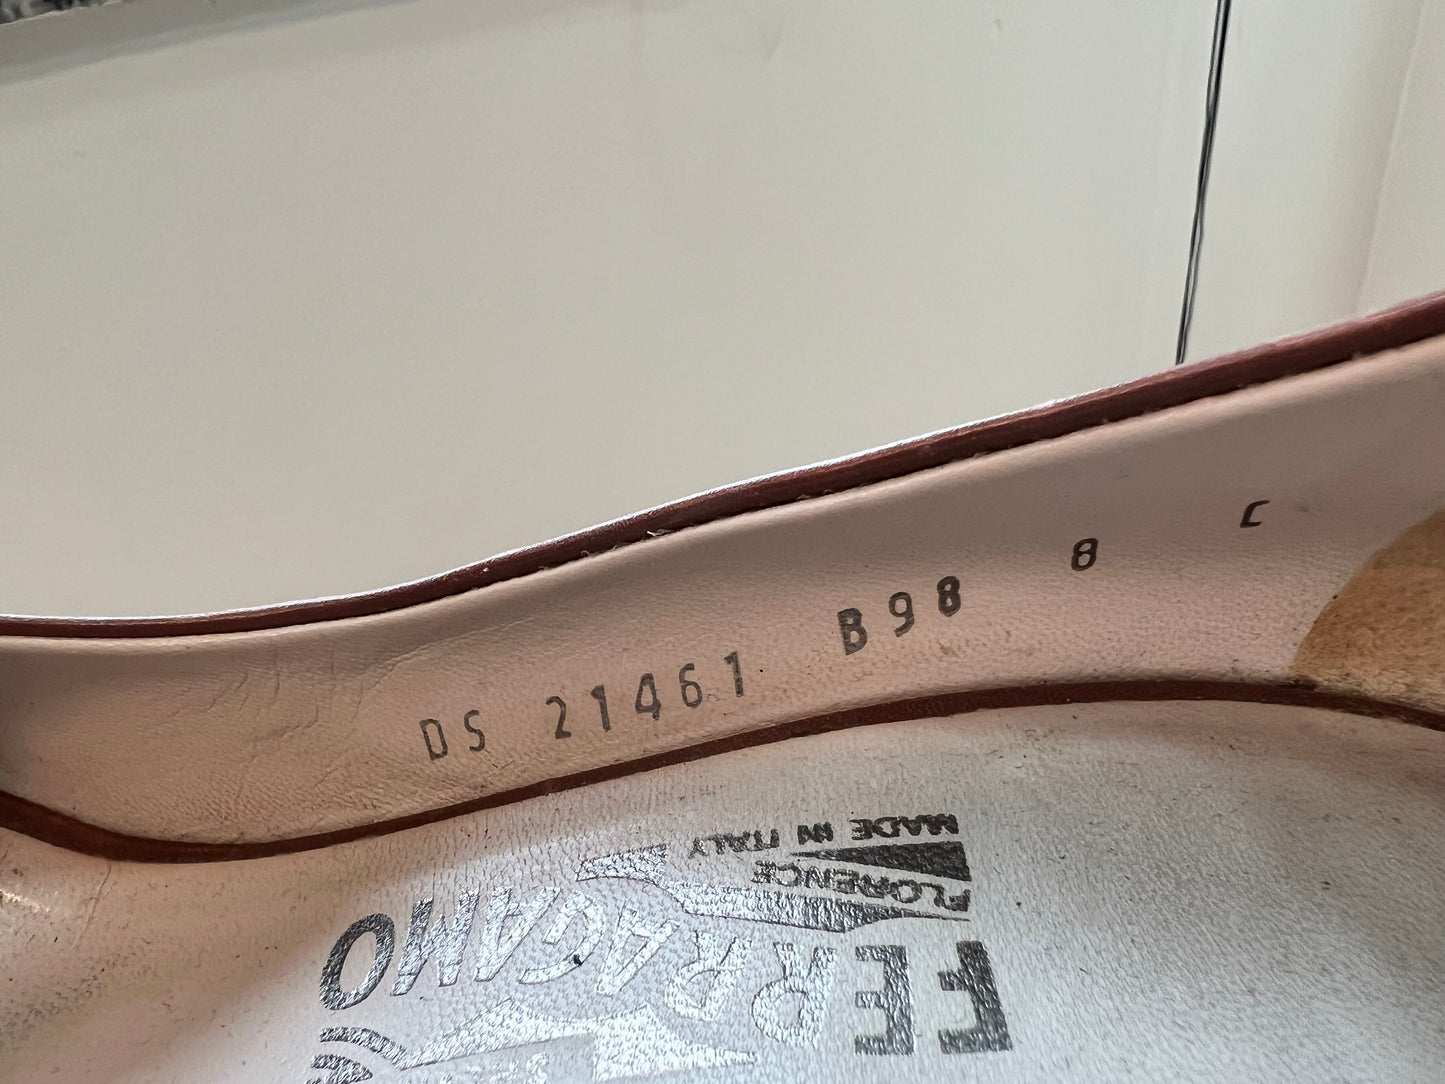 DS 21461 B98 8 C
FERRAGAMO
FLORENCE
MADE IN ITALY